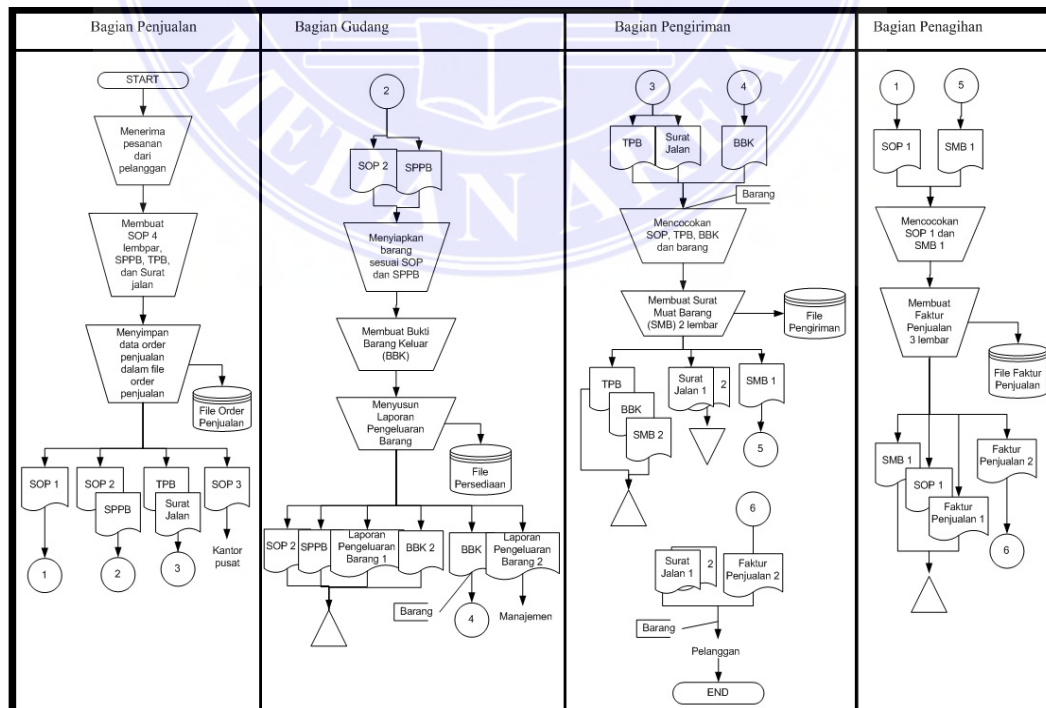 Bagian Penjualan
START
Menerima
pesanan
dari
pelanggan
Membuat
SOP 4
lembpar,
SPPB, TPB,
dan Surat
jalan
Menyimpan
data order
penjualan
dalam file
order
penjualan
File Order
Penjualan
SOP 1
SOP 2
SPPB
TPB
Surat
Jalan
SOP 3
Kantor
pusat
1
2
3
Bagian Gudang
2
SOP 2
SPPB
Menyiapkan
barang
sesuai SOP
dan SPPB
Membuat Bukti
Barang Keluar
(BBK)
Menyusun
Laporan
Pengeluaran
Barang
File
Persediaan
SOP 2
SPPB
Laporan
Pengeluaran
Barang 1
BBK 2
BBK
Laporan
Pengeluaran
Barang 2
Barang
4
Manajemen
Bagian Pengiriman
3
4
TPB
Surat
Jalan
BBK
Barang
Mencocokan
SOP, TPB, BBK
dan barang
Membuat Surat
Muat Barang
(SMB) 2 lembar
File
Pengiriman
TPB
BBK
SMB 2
Surat
Jalan 1
2
SMB 1
5
6
Surat
Jalan 1
2
Faktur
Penjualan 2
Barang
Pelanggan
END
Bagian Penagihan
1
5
SOP 1
SMB 1
Mencocokan
SOP 1 dan
SMB 1
Membuat
Faktur
Penjualan
3 lembar
File Faktur
Penjualan
SMB 1
SOP 1
Faktur
Penjualan 1
Faktur
Penjualan 2
6
MEDAN AREA